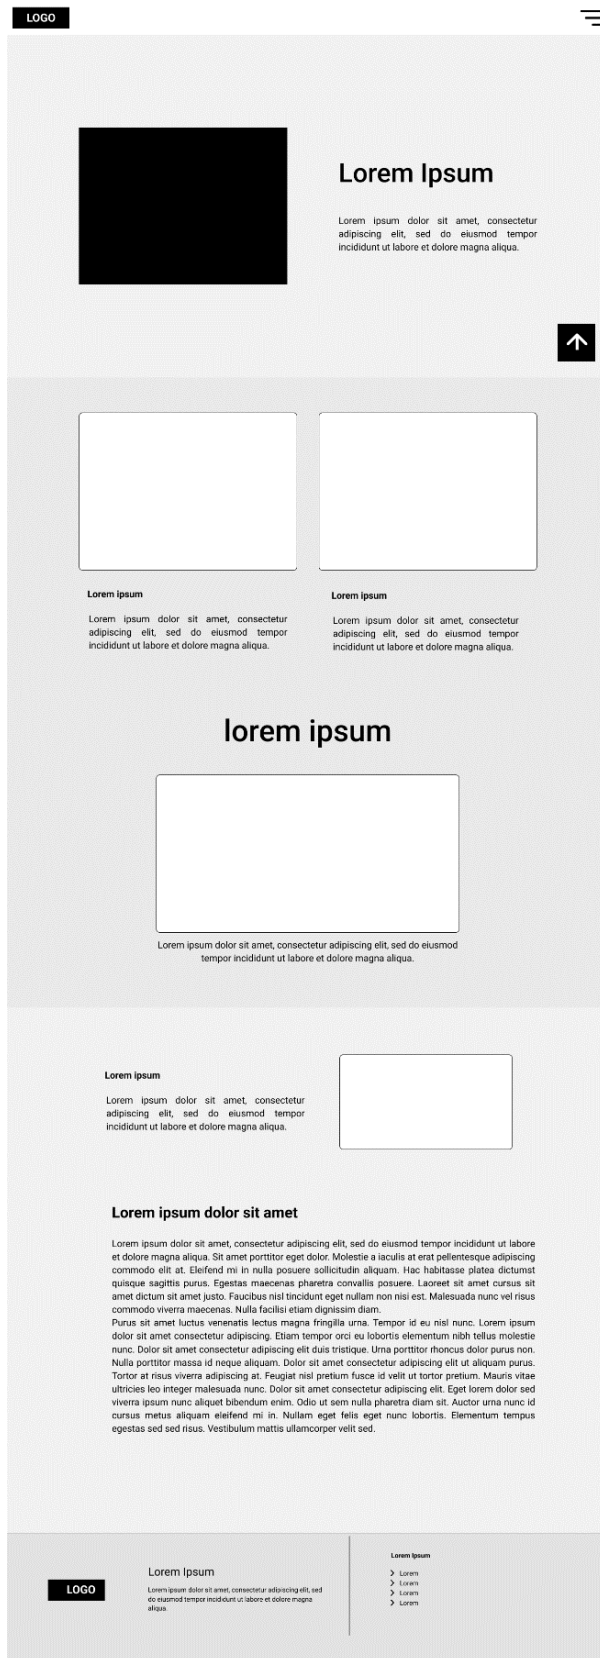 LOGO
Lorem Ipsum
Lorem ipsum dolor sit amet, consectetur
adipiscing elit, sed do eiusmod tempor
incididunt ut labore et dolore magna aliqua.
Lorem ipsum
Lorem ipsum dolor sit amet, consectetur
adipiscing elit, sed do eiusmod tempor
incididunt ut labore et dolore magna aliqua.
Lorem ipsum
Lorem ipsum dolor sit amet, consectetur
adipiscing elit, sed do eiusmod tempor
incididunt ut labore et dolore magna aliqua.
lorem ipsum
Lorem ipsum dolor sit amet, consectetur adipiscing elit, sed do eiusmod
tempor incididunt ut labore et dolore magna aliqua.
Lorem ipsum
Lorem ipsum dolor sit amet, consectetur
adipiscing elit, sed do eiusmod tempor
incididunt ut labore et dolore magna aliqua.
Lorem ipsum dolor sit amet
Lorem ipsum dolor sit amet, consectetur adipiscing elit, sed do eiusmod tempor incididunt ut labore
et dolore magna aliqua. Sit amet porttitor eget dolor. Molestie a iaculis at erat pellentesque adipiscing
commodo elit at. Eleifend mi in nulla posuere sollicitudin aliquam. Hac habitasse platea dictumst
quisque sagittis purus. Egestas maecenas pharetra convallis posuere. Laoreet sit amet cursus sit
amet dictum sit amet justo. Faucibus nisl tincidunt eget nullam non nisi est. Malesuada nunc vel risus
commodo viverra maecenas. Nulla facilisi etiam dignissim diam.
Purus sit amet luctus venenatis lectus magna fringilla urna. Tempor id eu nisl nunc. Lorem ipsum
dolor sit amet consectetur adipiscing. Etiam tempor orci eu lobortis elementum nibh tellus molestie
nunc. Dolor sit amet consectetur adipiscing elit duis tristique. Urna porttitor rhoncus dolor purus non.
Nulla porttitor massa id neque aliquam. Dolor sit amet consectetur adipiscing elit ut aliquam purus.
Tortor at risus viverra adipiscing at. Feugiat nisl pretium fusce id velit ut tortor pretium. Mauris vitae
ultricies leo integer malesuada nunc. Dolor sit amet consectetur adipiscing elit. Eget lorem dolor sed
viverra ipsum nunc aliquet bibendum enim. Odio ut sem nulla pharetra diam sit. Auctor urna nunc id
cursus metus aliquam eleifend mi in. Nullam eget felis eget nunc lobortis. Elementum tempus
egestas sed sed risus. Vestibulum mattis ullamcorper velit sed.
LOGO
Lorem Ipsum
Lorem ipsum dolor sit amet, consectetur adipiscing elit, sed
do eiusmod tempor incididunt ut labore et dolore magna
aliqua.
Lorem Ipsum
Lorem
Lorem
Lorem
Lorem